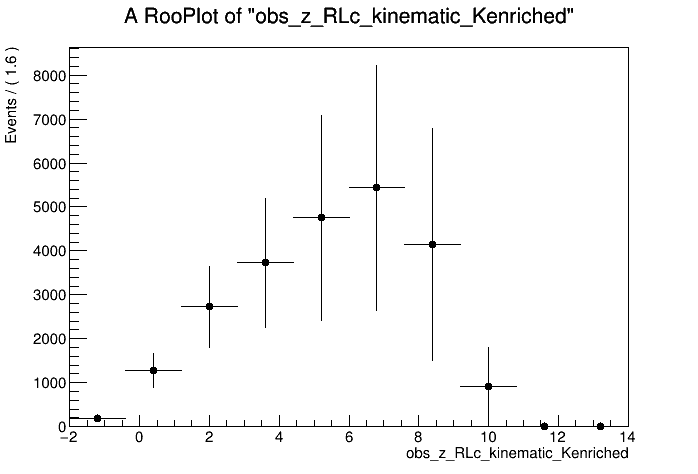 A RooPlot of "obs_z_RLc_kinematic_Kenriched"
Events / ( 1.6 )
8000
7000
6000
5000
4000
3000
2000
1000
0
−2 0 2 4 6 8 10 12 14
obs_z_RLc_kinematic_Kenriched